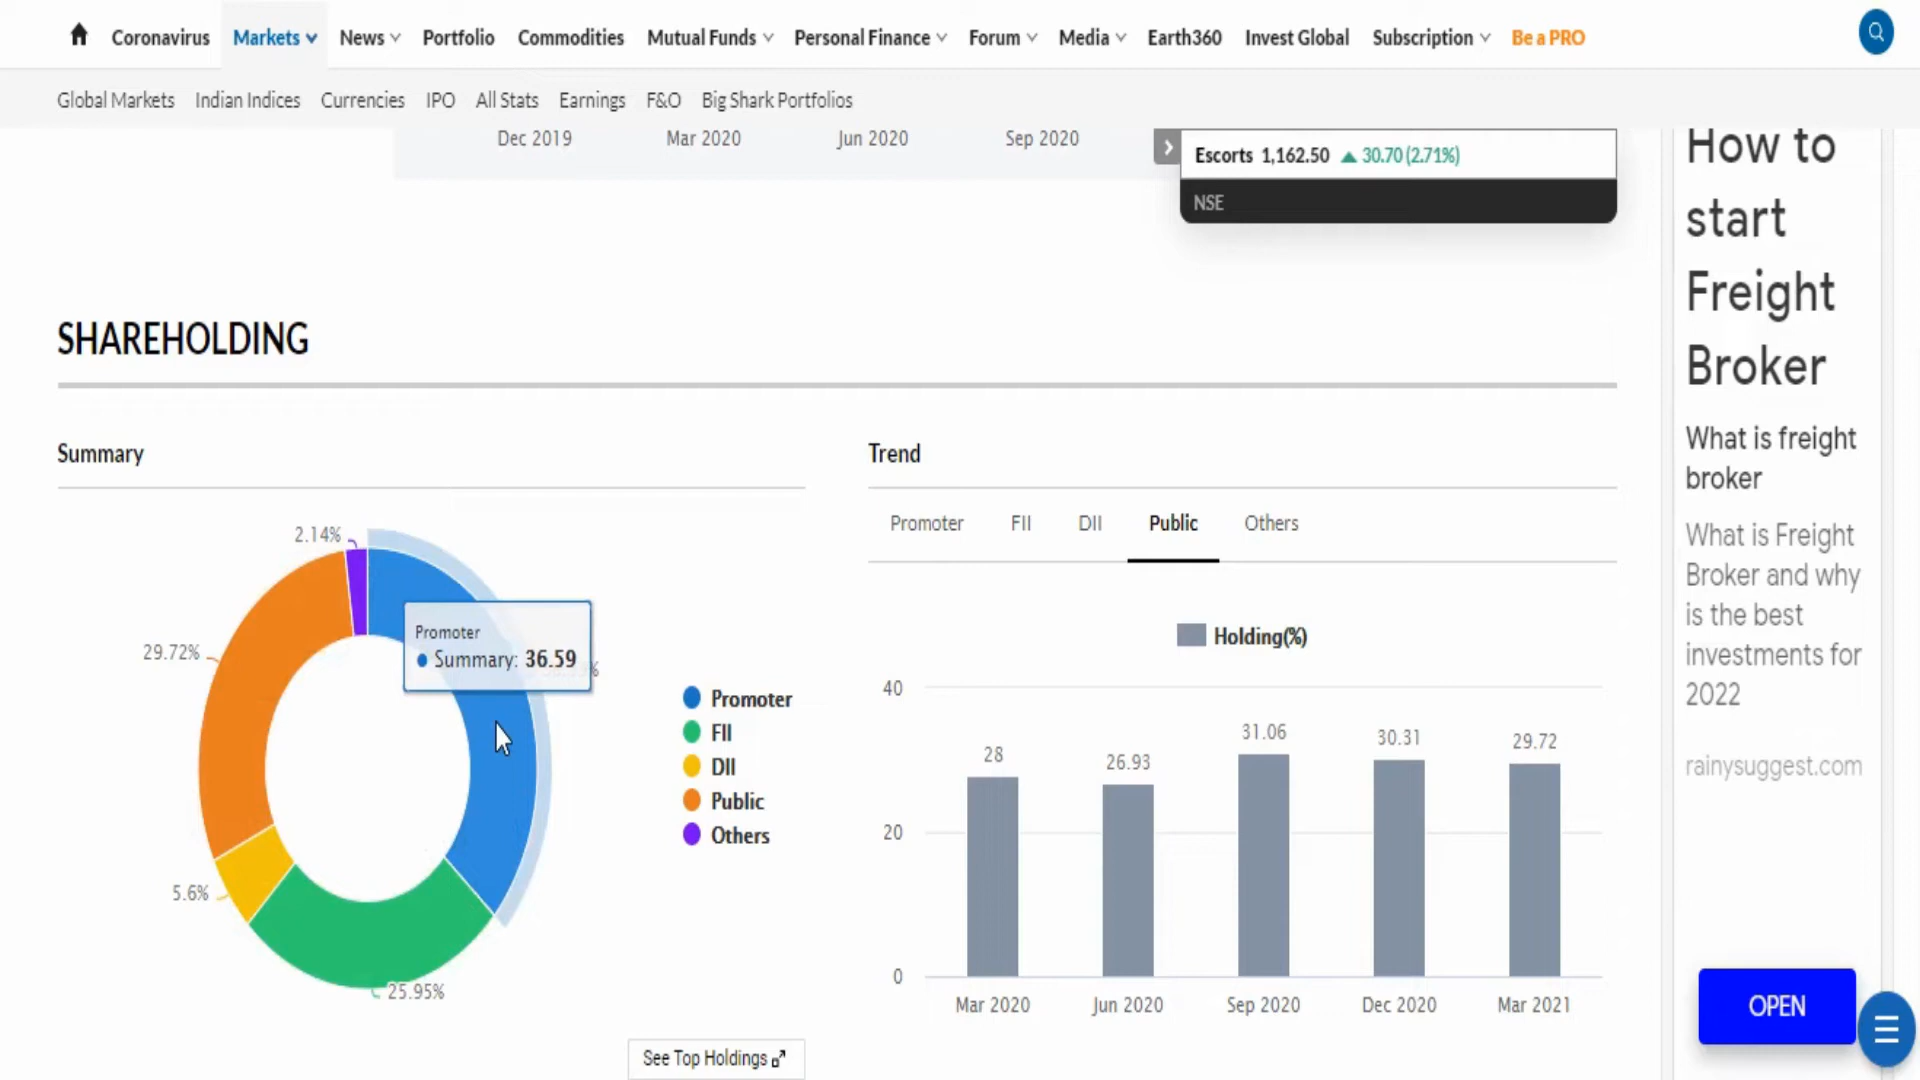 Coronavirus Markets News Portfolio Commodities Mutual Funds Personal Finance Forum Media Earth360 Invest Global Subscription Be a PRO
Global Markets Indian Indices Currencies IPO All Stats Earnings F&O Big Shark Portfolios
Dec 2019 Mar 2020 Jun 2020 Sep 2020
Escorts 1,162.50 ▲ 30.70 (2.71%)
NSE
SHAREHOLDING
Summary
2.14%
29.72%
5.6%
25.95%
Promoter
Summary: 36.59
%
Promoter
FII
DII
Public
Others
See Top Holdings
Trend
Promoter FII DII Public Others
Holding(%)
40
20
0
28
26.93
31.06
30.31
29.72
Mar 2020 Jun 2020 Sep 2020 Dec 2020 Mar 2021
How to
start
Freight
Broker
What is freight
broker
What is Freight
Broker and why
is the best
investments for
2022
rainysuggest.com
OPEN